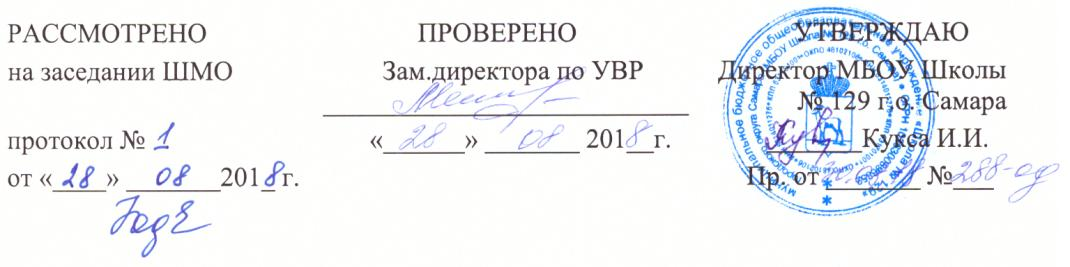 РАССМОТРЕНО
на заседании ШМО
протокол № 1
от «28» 08 2018г.
ПРОВЕРЕНО
Зам.директора по УВР
«28» 08 2018г.
УТВЕРЖДАЮ
Директор МБОУ Школы
№ 129 г.о. Самара
Кукса И.И.
Пр. от №288-од